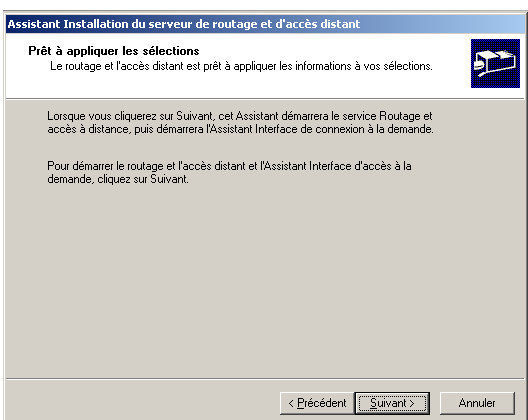 Assistant Installation du serveur de routage et d'accès distant
Prêt à appliquer les sélections
Le routage et l'accès distant est prêt à appliquer les informations à vos sélections.
Lorsque vous cliquerez sur Suivant, cet Assistant démarrera le service Routage et
accès à distance, puis démarrera l'Assistant Interface de connexion à la demande.
Pour démarrer le routage et l'accès distant et l'Assistant Interface d'accès à la
demande, cliquez sur Suivant.
< Précédent Suivant > Annuler